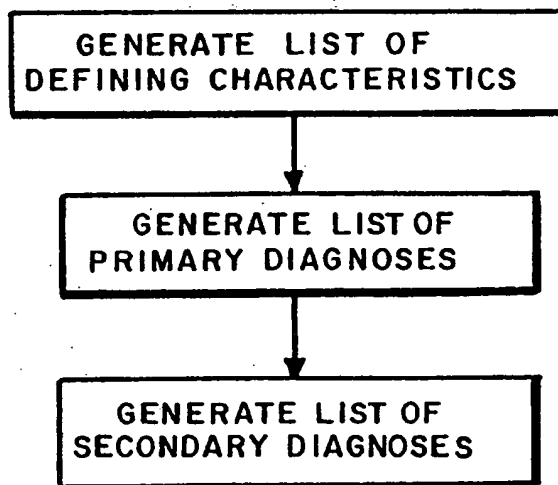 GENERATE LIST OF
DEFINING CHARACTERISTICS
GENERATE LIST OF
PRIMARY DIAGNOSES
GENERATE LIST OF
SECONDARY DIAGNOSES